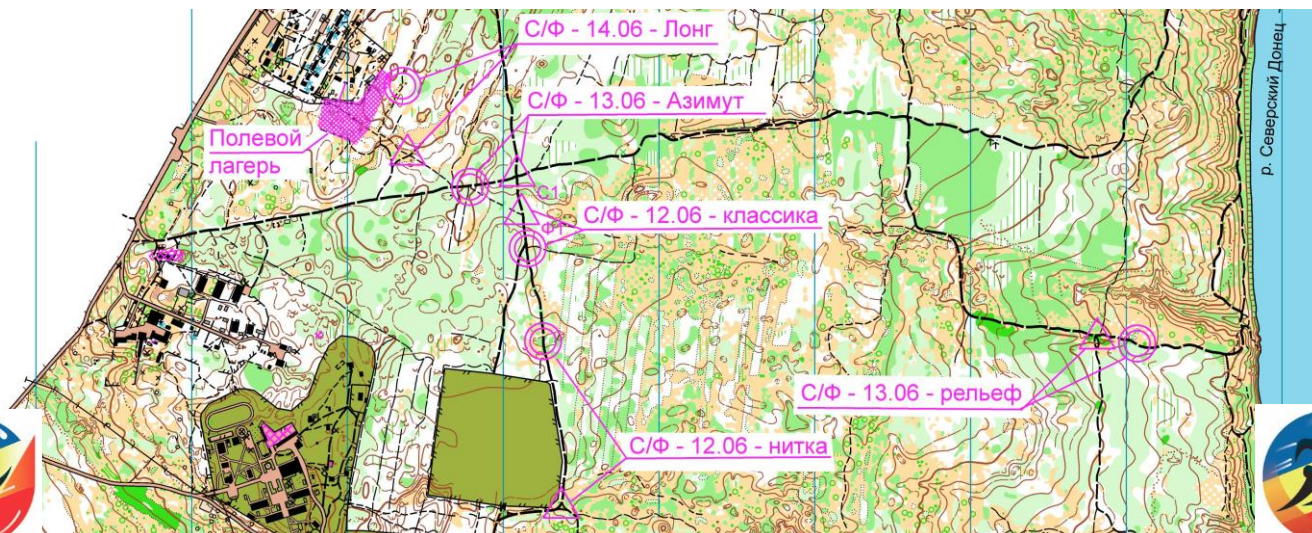 С/Ф - 14.06 - Лонг
С/Ф - 13.06 - Азимут
Полевой
лагерь
С1
С/Ф - 12.06 - классика
Ф
С/Ф - 13.06 - рельеф
С/Ф - 12.06 - нитка
р. Северский Донец